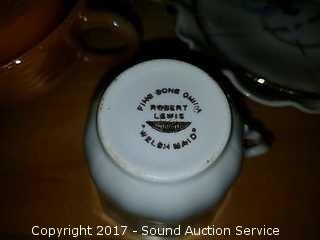 FINE BONE CHINA
ROBERT
LEWIS
"WELSH MAID"
Copyright 2017 - Sound Auction Service